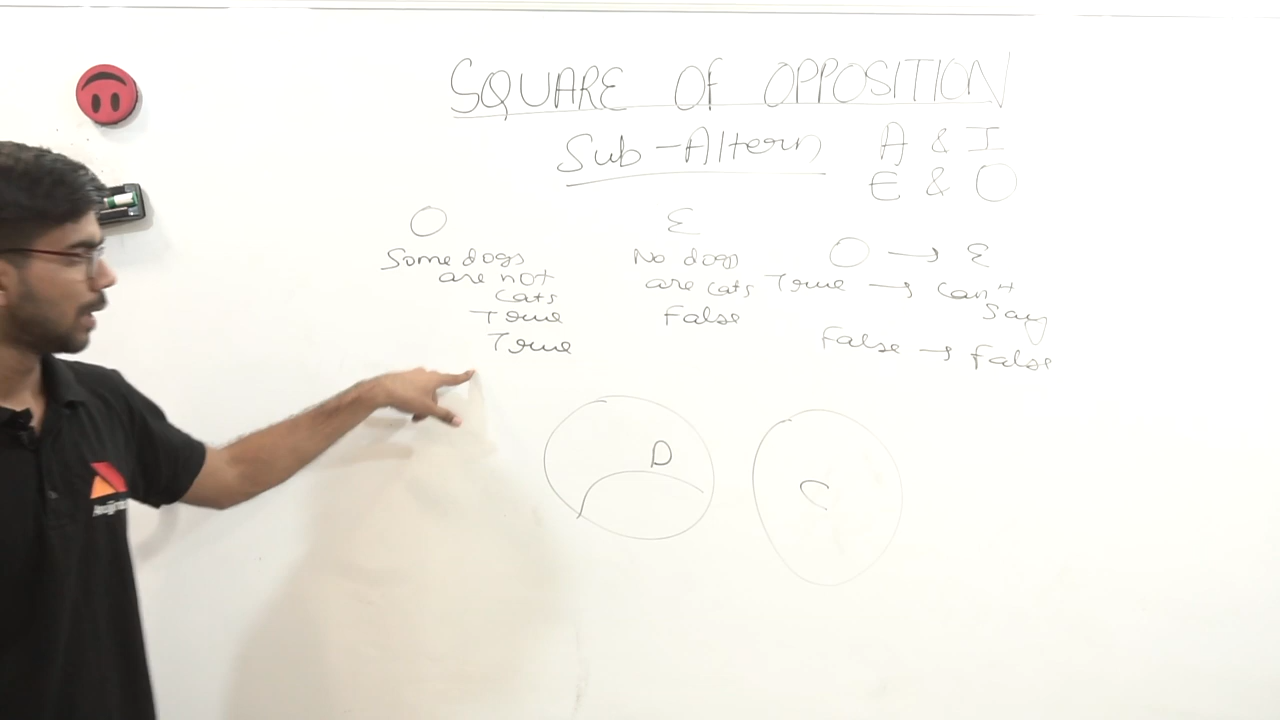 SQUARE OF OPPOSITION
Sub-Altern A & I
E & O
O
Some dogs
are not
cats
True
True
E
No dogs
are cats
False
O → E
True → Can't
Say
False → False
D
C